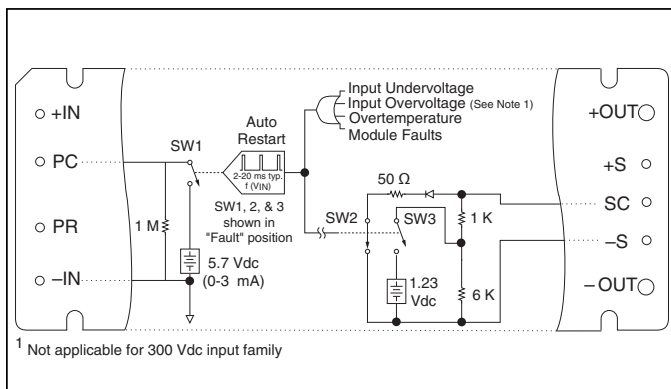 Input Undervoltage
Input Overvoltage (See Note 1)
Overtemperature
Module Faults
+IN
PC
PR
–IN
SW1
Auto
Restart
2-20 ms typ.
f (VIN)
SW1, 2, & 3
shown in
"Fault" position
1 M
5.7 Vdc
(0-3 mA)
50 Ω
SW2
SW3
1 K
1.23
Vdc
6 K
+OUT
+S
SC
–S
–OUT
1 Not applicable for 300 Vdc input family